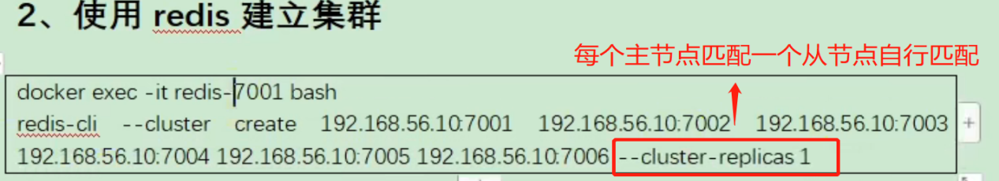 2、使用 redis 建立集群
每个主节点匹配一个从节点自行匹配
docker exec -it redis-7001 bash
redis-cli --cluster create 192.168.56.10:7001 192.168.56.10:7002 192.168.56.10:7003
192.168.56.10:7004 192.168.56.10:7005 192.168.56.10:7006 --cluster-replicas 1